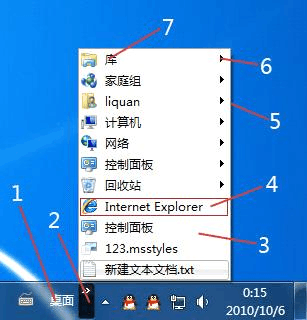 7
库
6
家庭组
liquan
5
计算机
网络
控制面板
回收站
4
Internet Explorer
控制面板
3
123.msstyles
新建文本文档.txt
1
2
桌面
0:15
2010/10/6